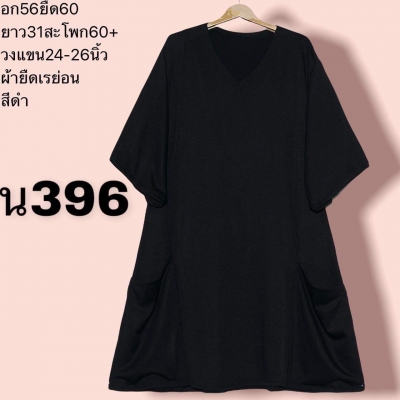 อก56ยืด60
ยาว31สะโพก60+
วงแขน24-26นิ้ว
ผ้ายืดเรย่อน
สีดำ
น396